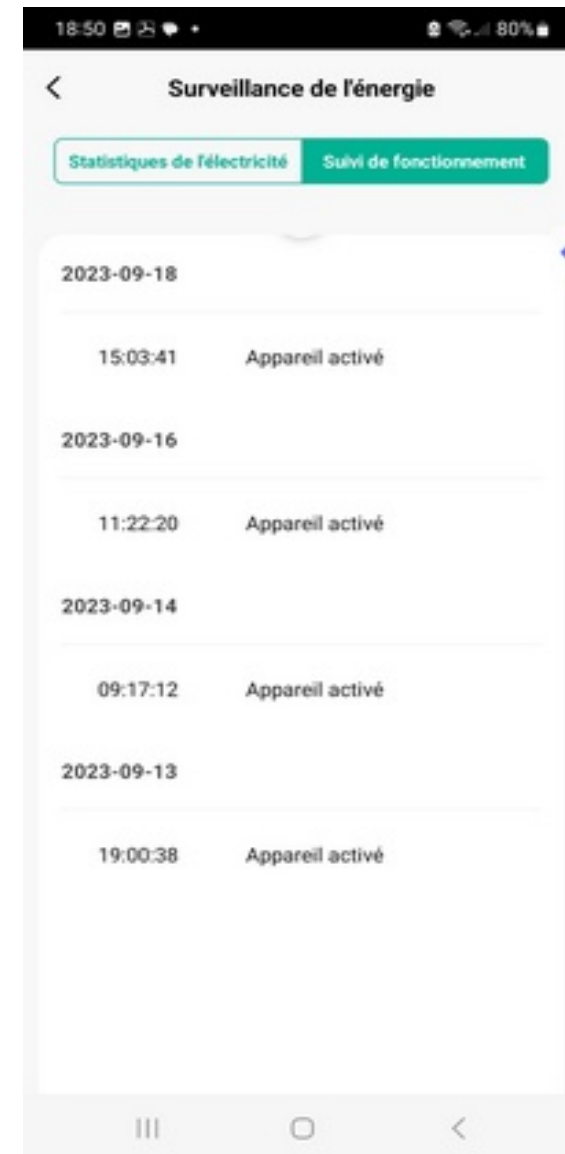 18:50 80%
Surveillance de l'énergie
Statistiques de l'électricité Suivi de fonctionnement
2023-09-18
15:03:41 Appareil activé
2023-09-16
11:22:20 Appareil activé
2023-09-14
09:17:12 Appareil activé
2023-09-13
19:00:38 Appareil activé